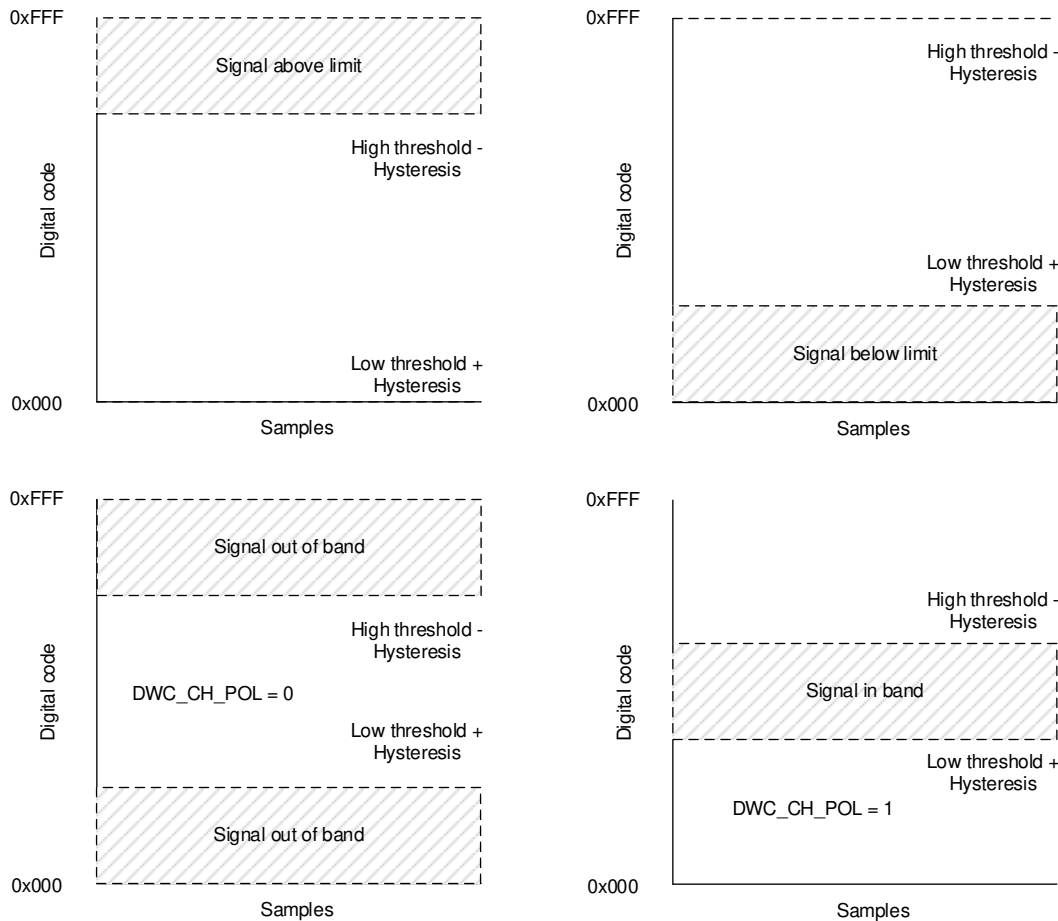 0xFFF
Signal above limit
High threshold -
Hysteresis
Digital code
Low threshold +
Hysteresis
0x000
Samples
0xFFF
High threshold -
Hysteresis
Digital code
Low threshold +
Hysteresis
Signal below limit
0x000
Samples
0xFFF
Signal out of band
High threshold -
Hysteresis
Digital code
DWC_CH_POL = 0
Low threshold +
Hysteresis
Signal out of band
0x000
Samples
0xFFF
High threshold -
Hysteresis
Digital code
Signal in band
Low threshold +
Hysteresis
DWC_CH_POL = 1
0x000
Samples